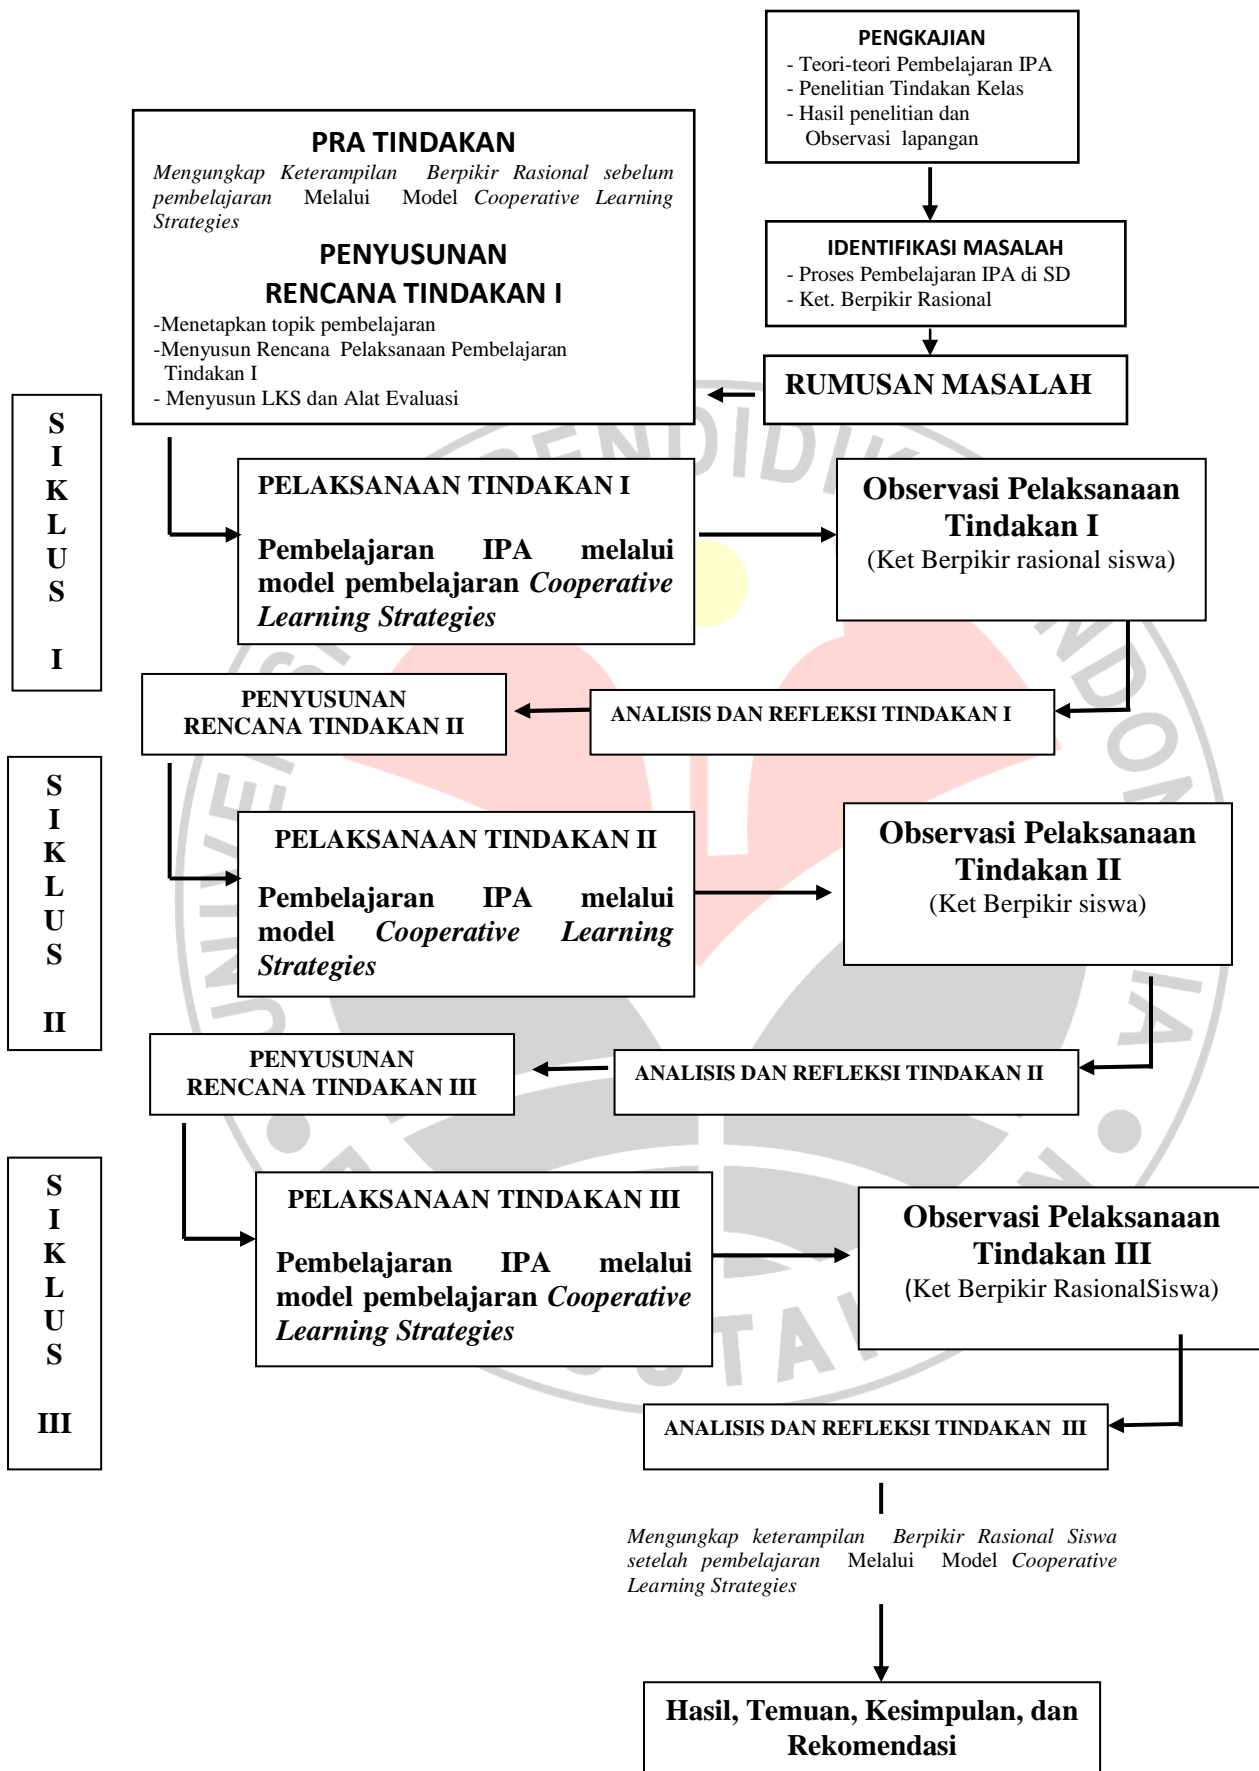 PENGKAJIAN
- Teori-teori Pembelajaran IPA
- Penelitian Tindakan Kelas
- Hasil penelitian dan
Observasi lapangan
IDENTIFIKASI MASALAH
- Proses Pembelajaran IPA di SD
- Ket. Berpikir Rasional
RUMUSAN MASALAH
PRA TINDAKAN
Mengungkap Keterampilan Berpikir Rasional sebelum
pembelajaran Melalui Model Cooperative Learning
Strategies
PENYUSUNAN
RENCANA TINDAKAN I
-Menetapkan topik pembelajaran
-Menyusun Rencana Pelaksanaan Pembelajaran
Tindakan I
- Menyusun LKS dan Alat Evaluasi
S
I
K
L
U
S
I
PELAKSANAAN TINDAKAN I
Pembelajaran IPA melalui
model pembelajaran Cooperative
Learning Strategies
Observasi Pelaksanaan
Tindakan I
(Ket Berpikir rasional siswa)
ANALISIS DAN REFLEKSI TINDAKAN I
PENYUSUNAN
RENCANA TINDAKAN II
S
I
K
L
U
S
II
PELAKSANAAN TINDAKAN II
Pembelajaran IPA melalui
model Cooperative Learning
Strategies
Observasi Pelaksanaan
Tindakan II
(Ket Berpikir siswa)
ANALISIS DAN REFLEKSI TINDAKAN II
PENYUSUNAN
RENCANA TINDAKAN III
S
I
K
L
U
S
III
PELAKSANAAN TINDAKAN III
Pembelajaran IPA melalui
model pembelajaran Cooperative
Learning Strategies
Observasi Pelaksanaan
Tindakan III
(Ket Berpikir RasionalSiswa)
ANALISIS DAN REFLEKSI TINDAKAN III
Mengungkap keterampilan Berpikir Rasional Siswa
setelah pembelajaran Melalui Model Cooperative
Learning Strategies
Hasil, Temuan, Kesimpulan, dan
Rekomendasi